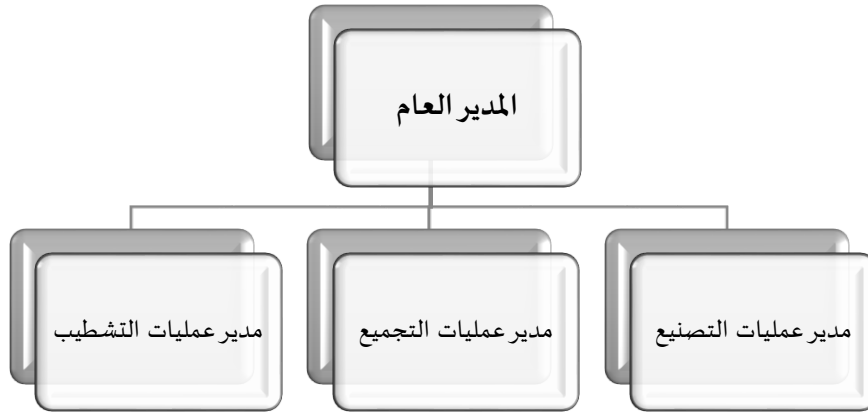 المدير العام
مدير عمليات التصنيع
مدير عمليات التجميع
مدير عمليات التشطيب